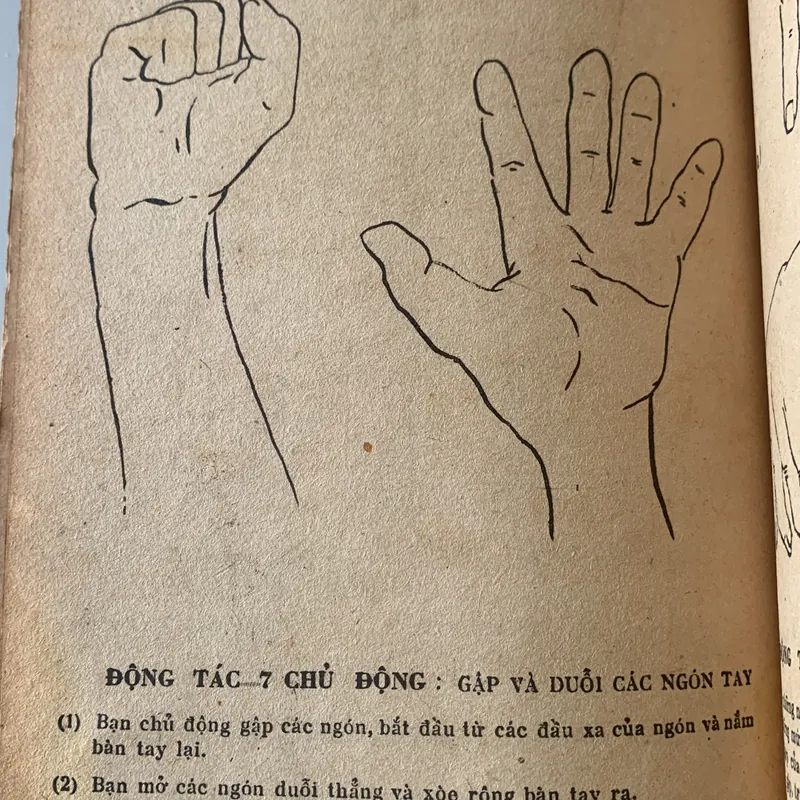 ĐỘNG TÁC 7 CHỦ ĐỘNG : GẬP VÀ DUỖI CÁC NGÓN TAY
(1) Bạn chủ động gập các ngón, bắt đầu từ các đầu xa của ngón và nắm
bàn tay lại.
(2) Bạn mở các ngón duỗi thẳng và xòe rộng bàn tay ra.